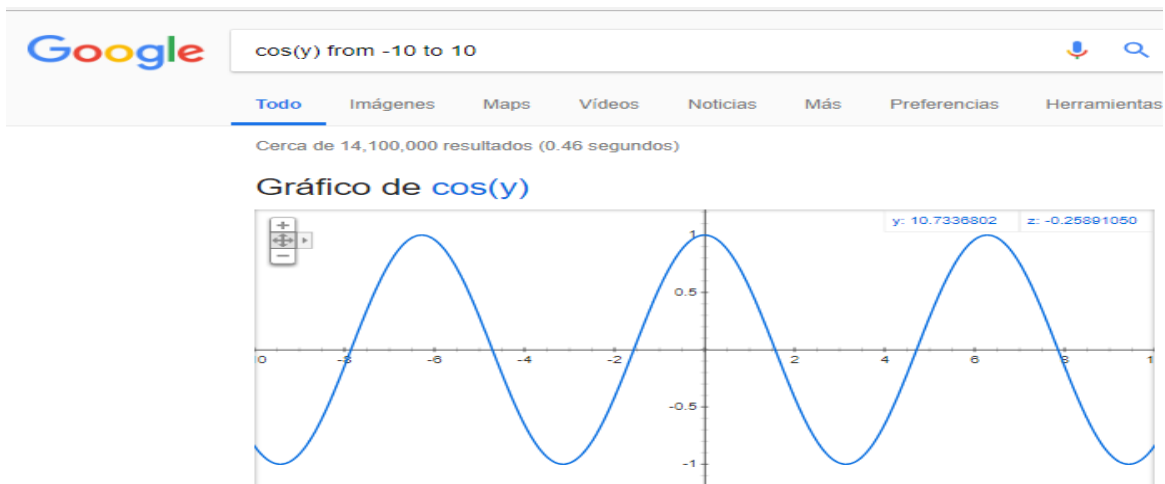 Google
cos(y) from -10 to 10
Todo Imágenes Maps Vídeos Noticias Más Preferencias Herramientas
Cerca de 14,100,000 resultados (0.46 segundos)
Gráfico de cos(y)
y: 10.7336802 z: -0.25891050
1
0.5
0 -8 -6 -4 -2 2 4 6 8 1
-0.5
-1